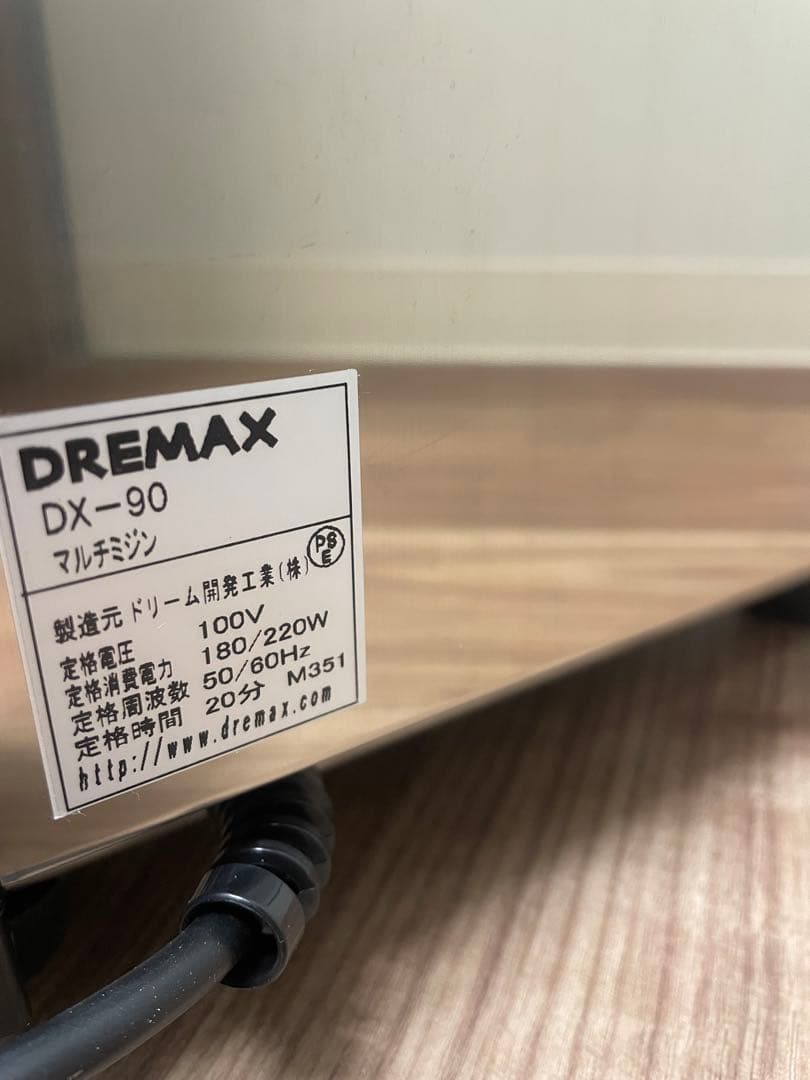 DREMAX
DX-90
マルチミジン
PS
E
製造元 ドリーム開発工業(株)
定格電圧 100V
定格消費電力 180/220W
定格周波数 50/60Hz
定格時間 20分 M351
http://www.dremax.com